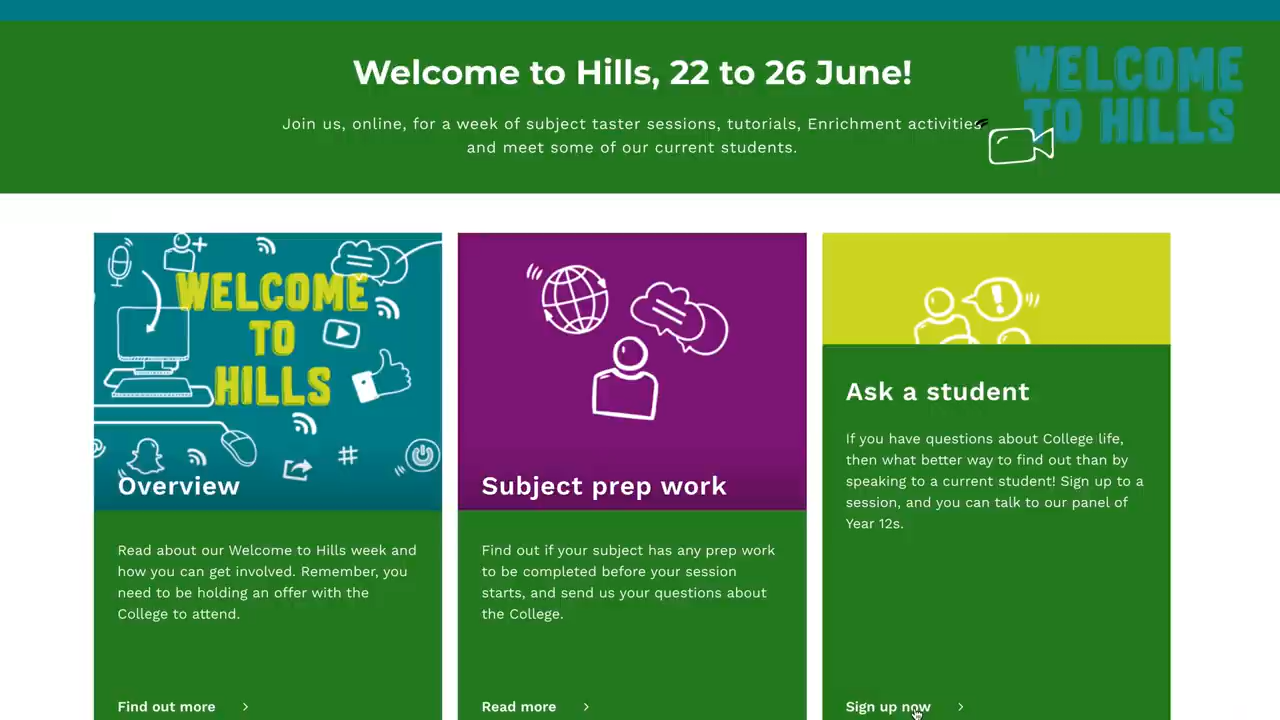 Welcome to Hills, 22 to 26 June!
WELCOME
TO HILLS
Join us, online, for a week of subject taster sessions, tutorials, Enrichment activities
and meet some of our current students.
WELCOME
TO
HILLS
Overview
Read about our Welcome to Hills week and
how you can get involved. Remember, you
need to be holding an offer with the
College to attend.
Find out more
Subject prep work
Find out if your subject has any prep work
to be completed before your session
starts, and send us your questions about
the College.
Read more
Ask a student
If you have questions about College life,
then what better way to find out than by
speaking to a current student! Sign up to a
session, and you can talk to our panel of
Year 12s.
Sign up now